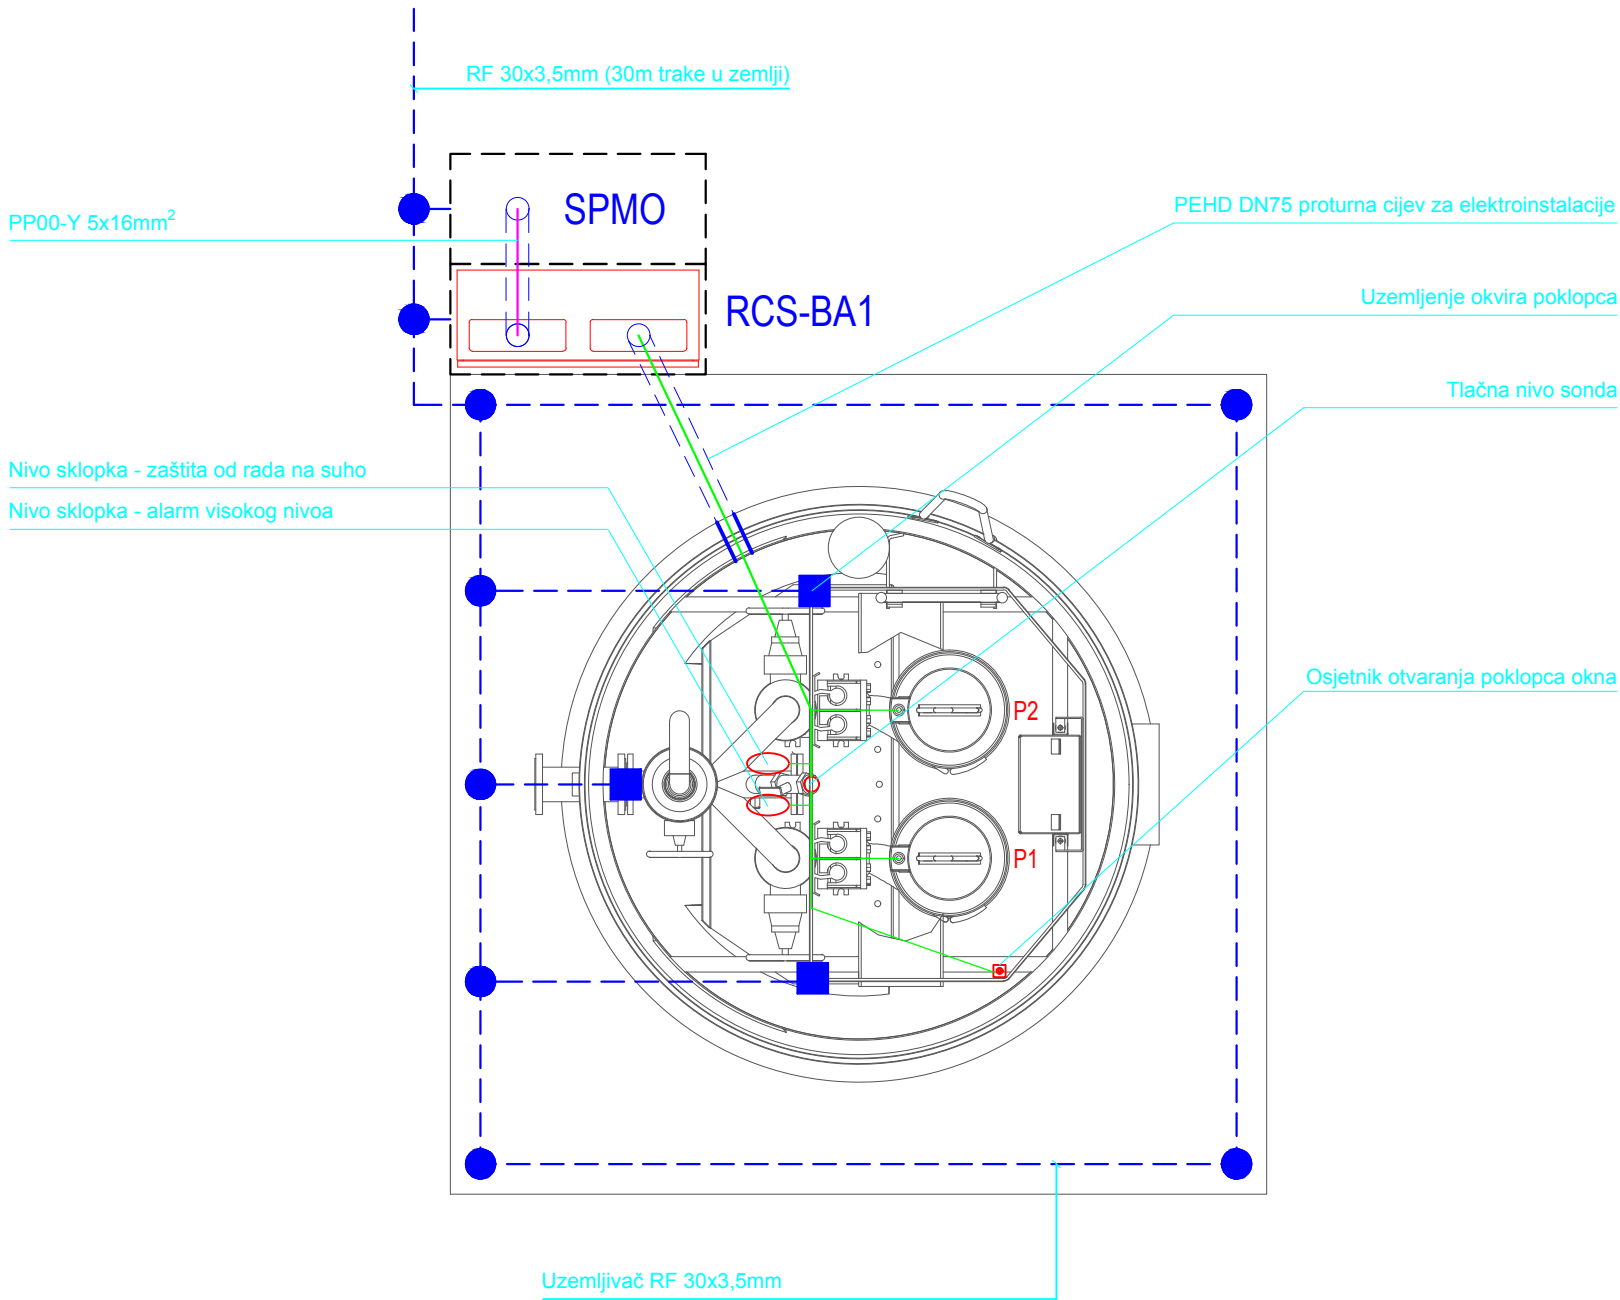 RF 30x3,5mm (30m trake u zemlji)
SPMO
PP00-Y 5x16mm²
PEHD DN75 proturna cijev za elektroinstalacije
RCS-BA1
Uzemljenje okvira poklopca
Tlačna nivo sonda
Nivo sklopka - zaštita od rada na suho
Nivo sklopka - alarm visokog nivoa
Osjetnik otvaranja poklopca okna
P2
P1
Uzemljivač RF 30x3,5mm